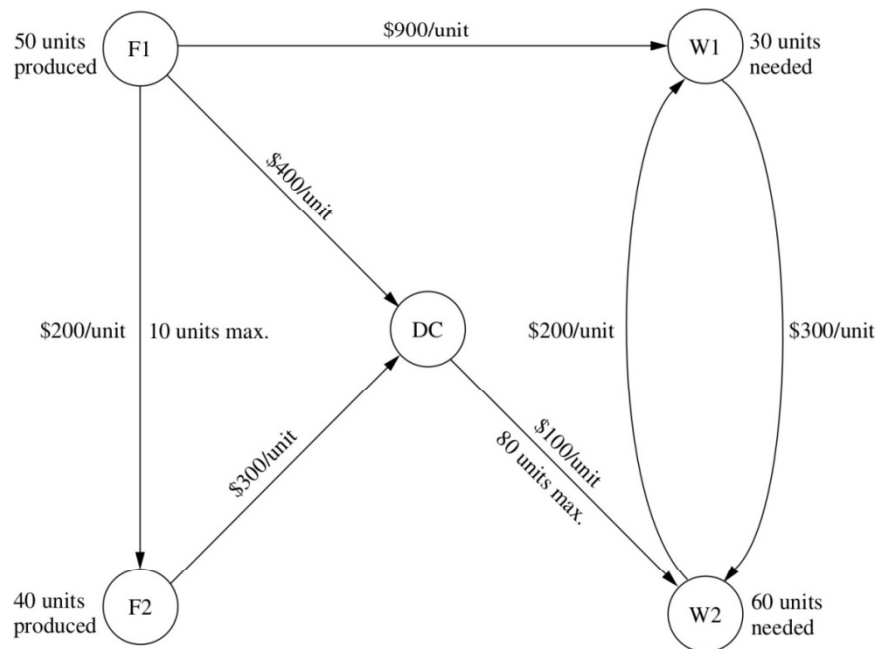 $900/unit
50 units
produced
F1
W1
30 units
needed
$400/unit
$200/unit
10 units max.
DC
$200/unit
$300/unit
$300/unit
$100/unit
80 units max.
40 units
produced
F2
W2
60 units
needed